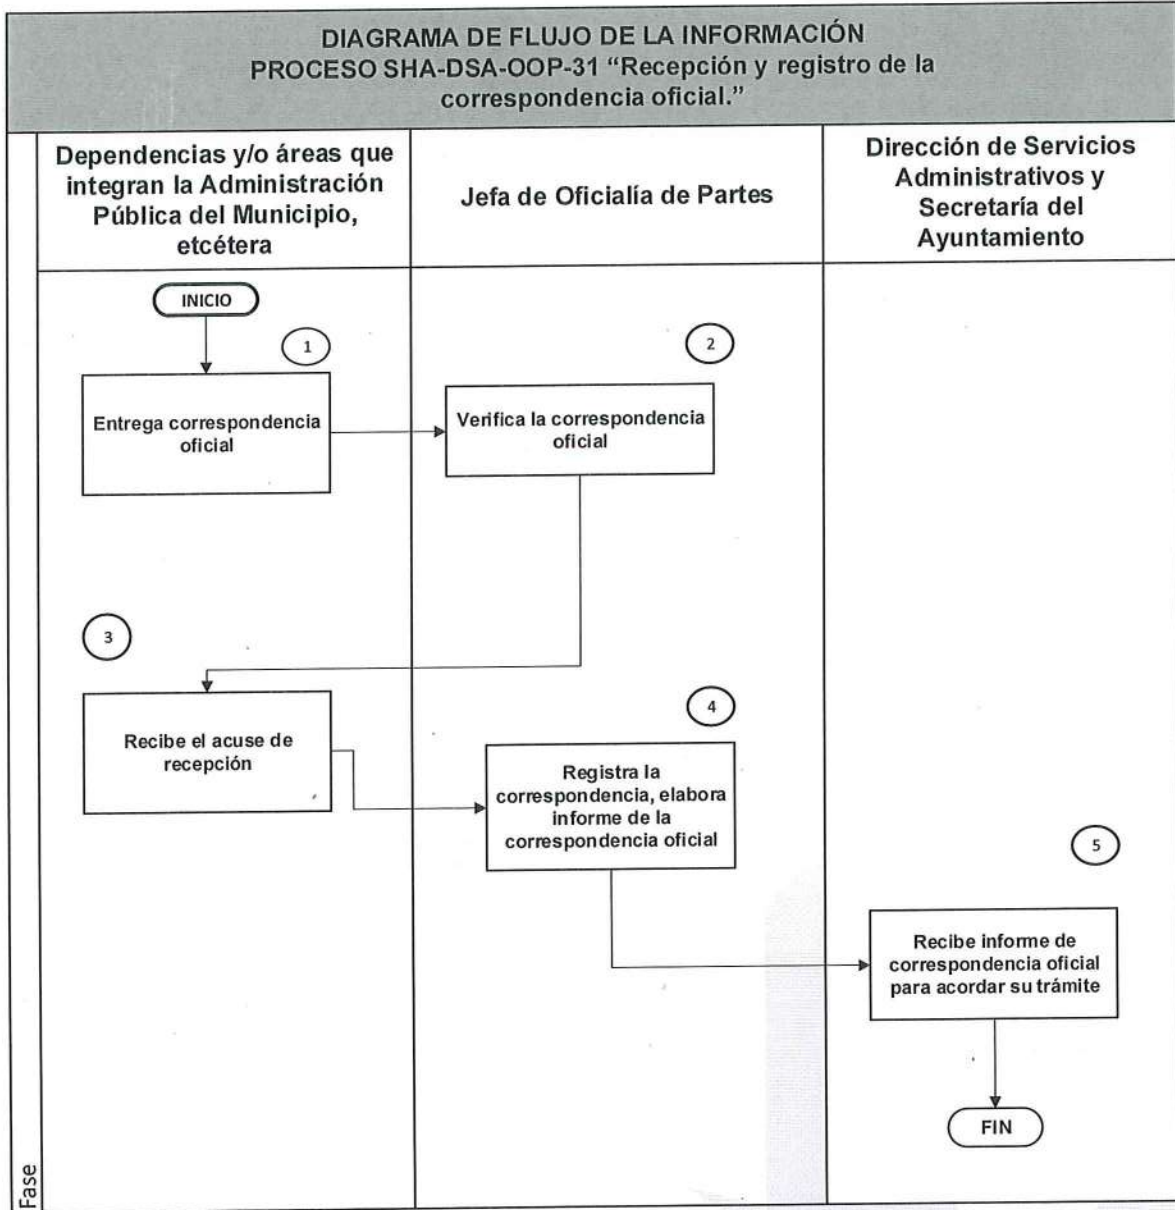 DIAGRAMA DE FLUJO DE LA INFORMACIÓN
PROCESO SHA-DSA-OOP-31 “Recepción y registro de la
correspondencia oficial.”
Dependencias y/o áreas que
integran la Administración
Pública del Municipio,
etcétera
Jefa de Oficialía de Partes
Dirección de Servicios
Administrativos y
Secretaría del
Ayuntamiento
INICIO
1
Entrega correspondencia
oficial
2
Verifica la correspondencia
oficial
3
Recibe el acuse de
recepción
4
Registra la
correspondencia, elabora
informe de la
correspondencia oficial
5
Recibe informe de
correspondencia oficial
para acordar su trámite
FIN
Fase